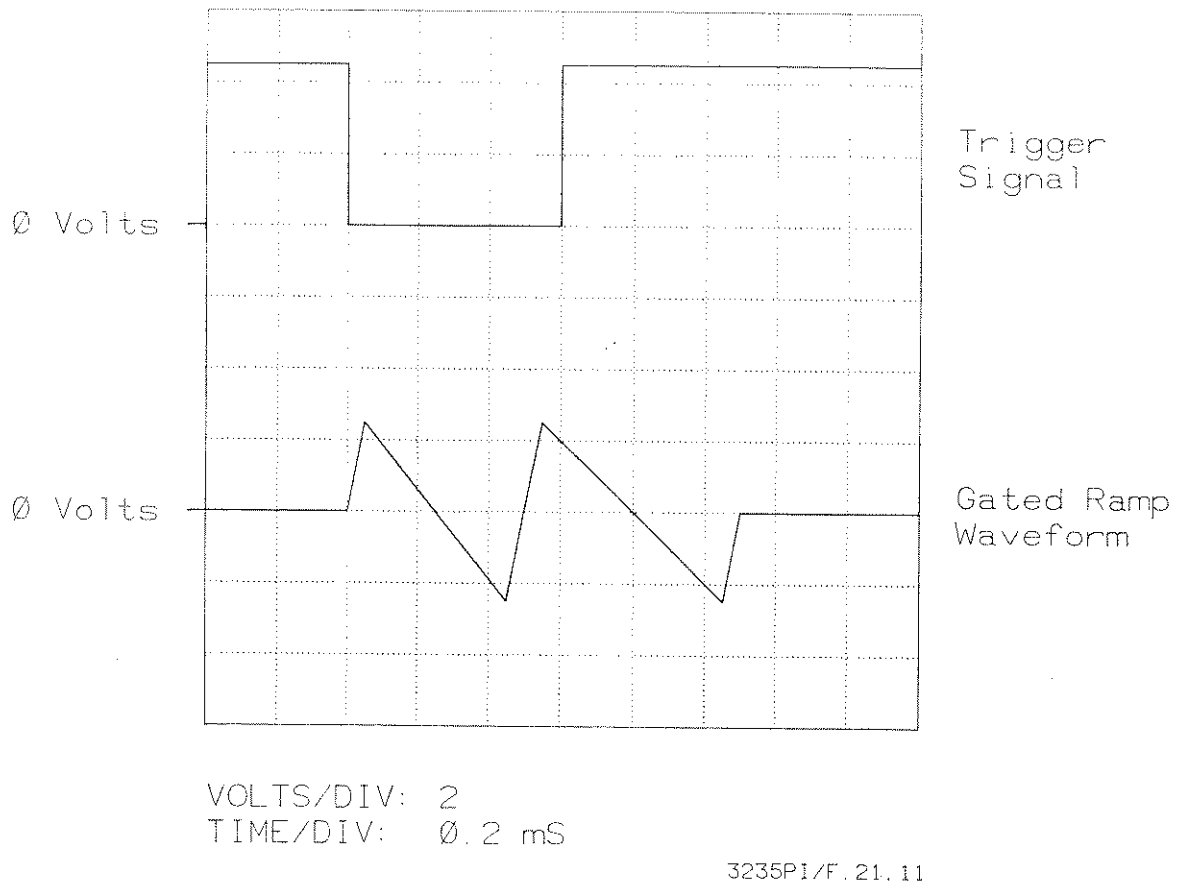 Trigger
Signal
Ø Volts
Ø Volts
Gated Ramp
Waveform
VOLTS/DIV: 2
TIME/DIV: Ø.2 mS
3235PI/F.21.11